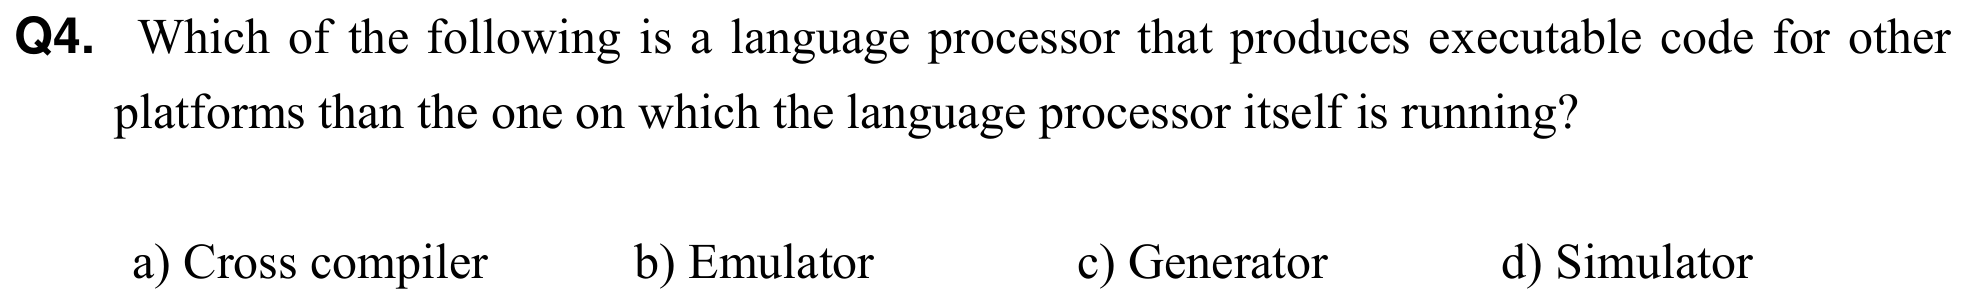 Q4. Which of the following is a language processor that produces executable code for other
platforms than the one on which the language processor itself is running?
a) Cross compiler b) Emulator c) Generator d) Simulator